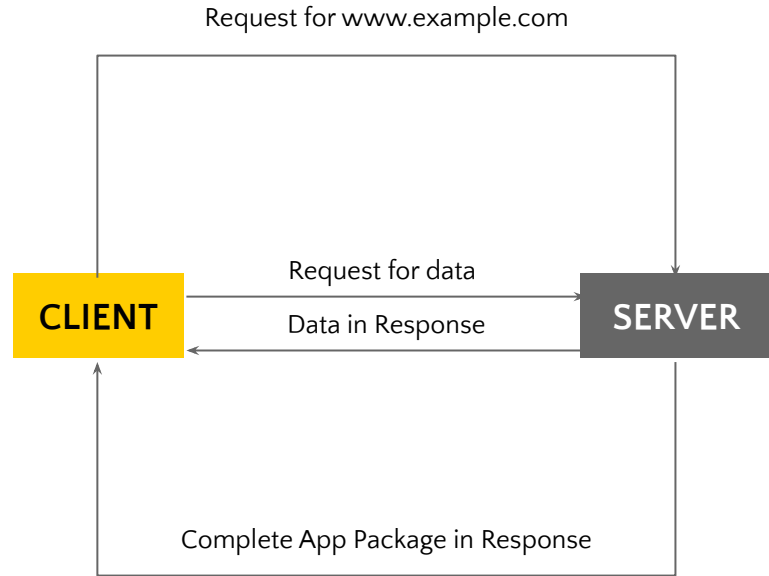 Request for www.example.com
Request for data
CLIENT
SERVER
Data in Response
Complete App Package in Response